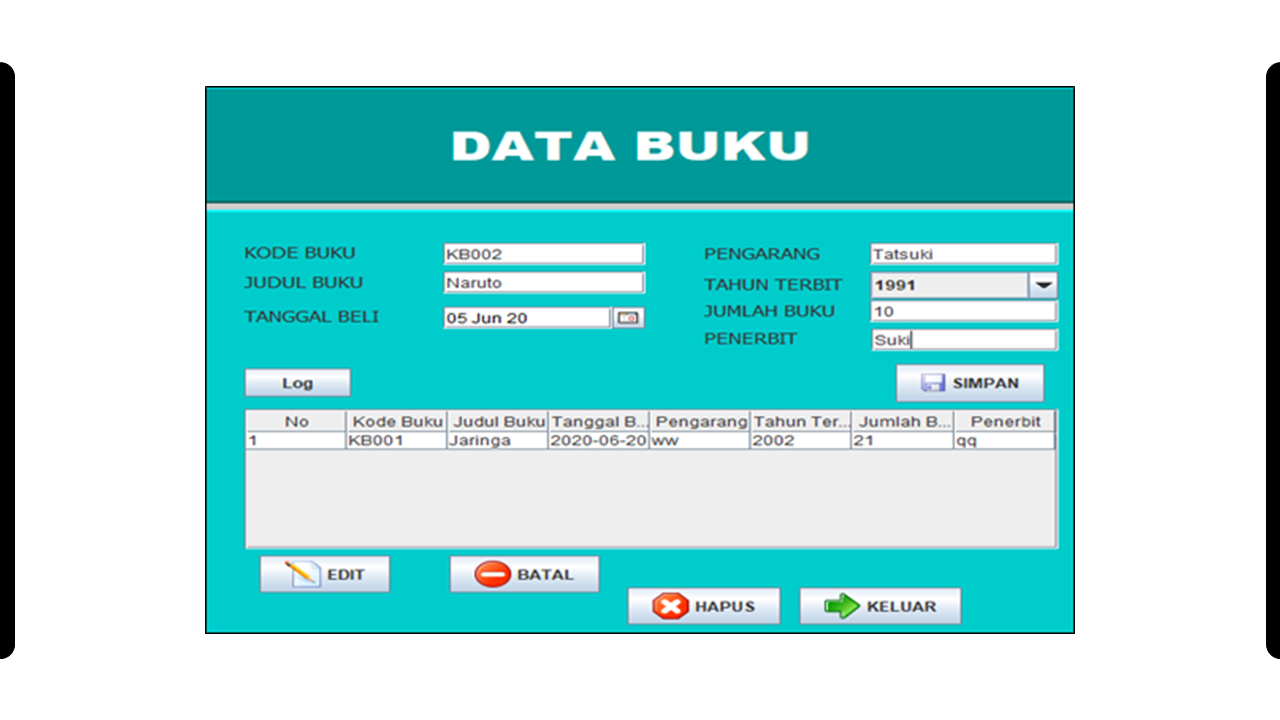 DATA BUKU
KODE BUKU KB002
JUDUL BUKU Naruto
TANGGAL BELI 05 Jun 20
PENGARANG Tatsuki
TAHUN TERBIT 1991
JUMLAH BUKU 10
PENERBIT Suki
Log
SIMPAN
No Kode Buku Judul Buku Tanggal B... Pengarang Tahun Ter... Jumlah B... Penerbit
1 KB001 Jaringa 2020-06-20 ww 2002 21 qq
EDIT BATAL
HAPUS KELUAR